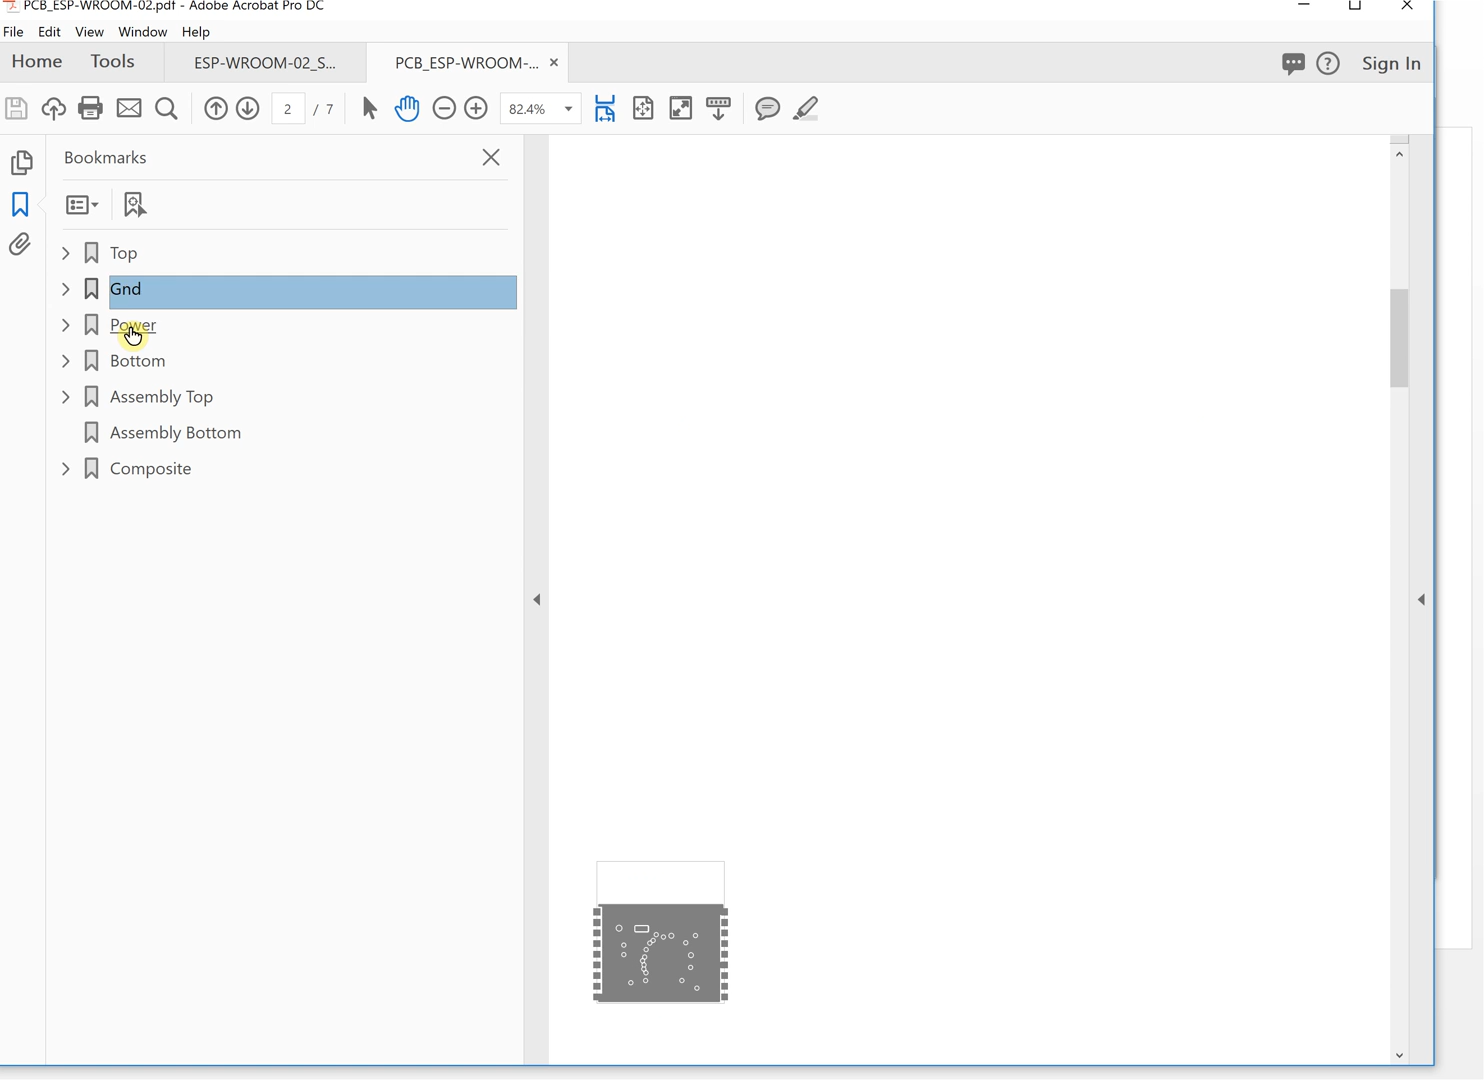 PCB_ESP-WROOM-02.pdf - Adobe Acrobat Pro DC
File Edit View Window Help
Home Tools ESP-WROOM-02_S... PCB_ESP-WROOM-... Sign In
2 / 7 82.4%
Bookmarks
Top
Gnd
Power
Bottom
Assembly Top
Assembly Bottom
Composite